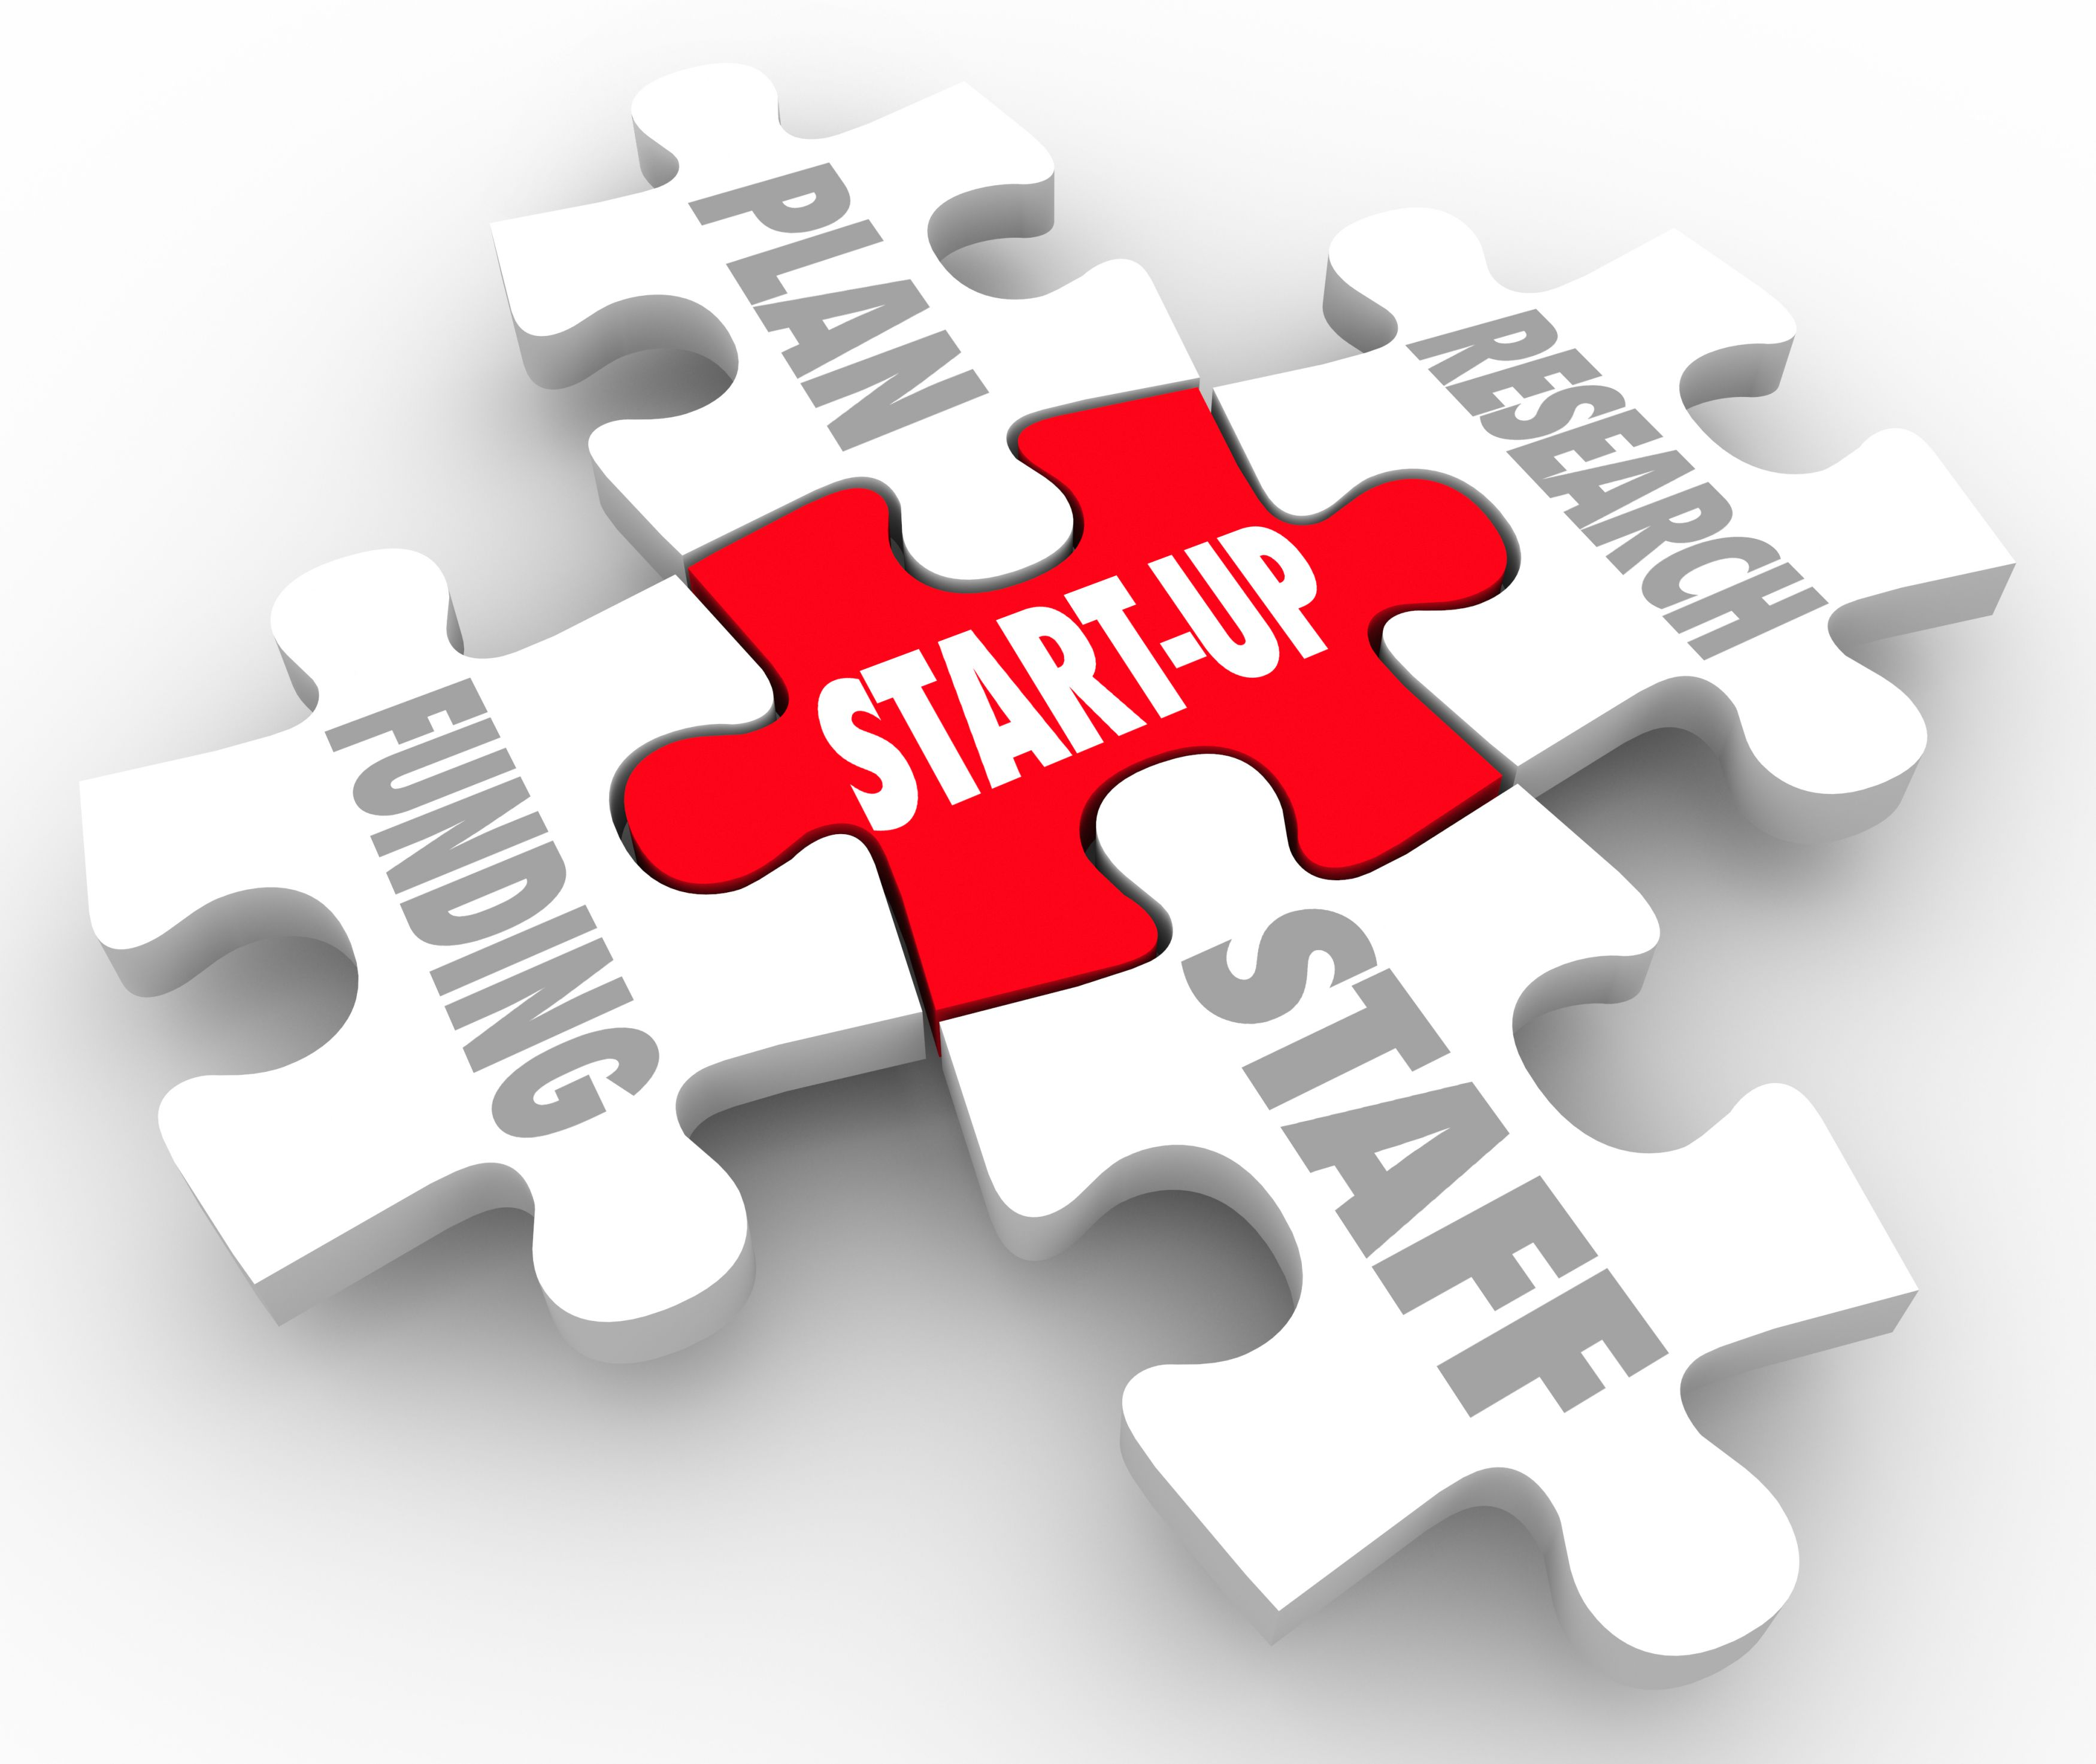 PLAN
RESEARCH
START-UP
FUNDING
STAFF